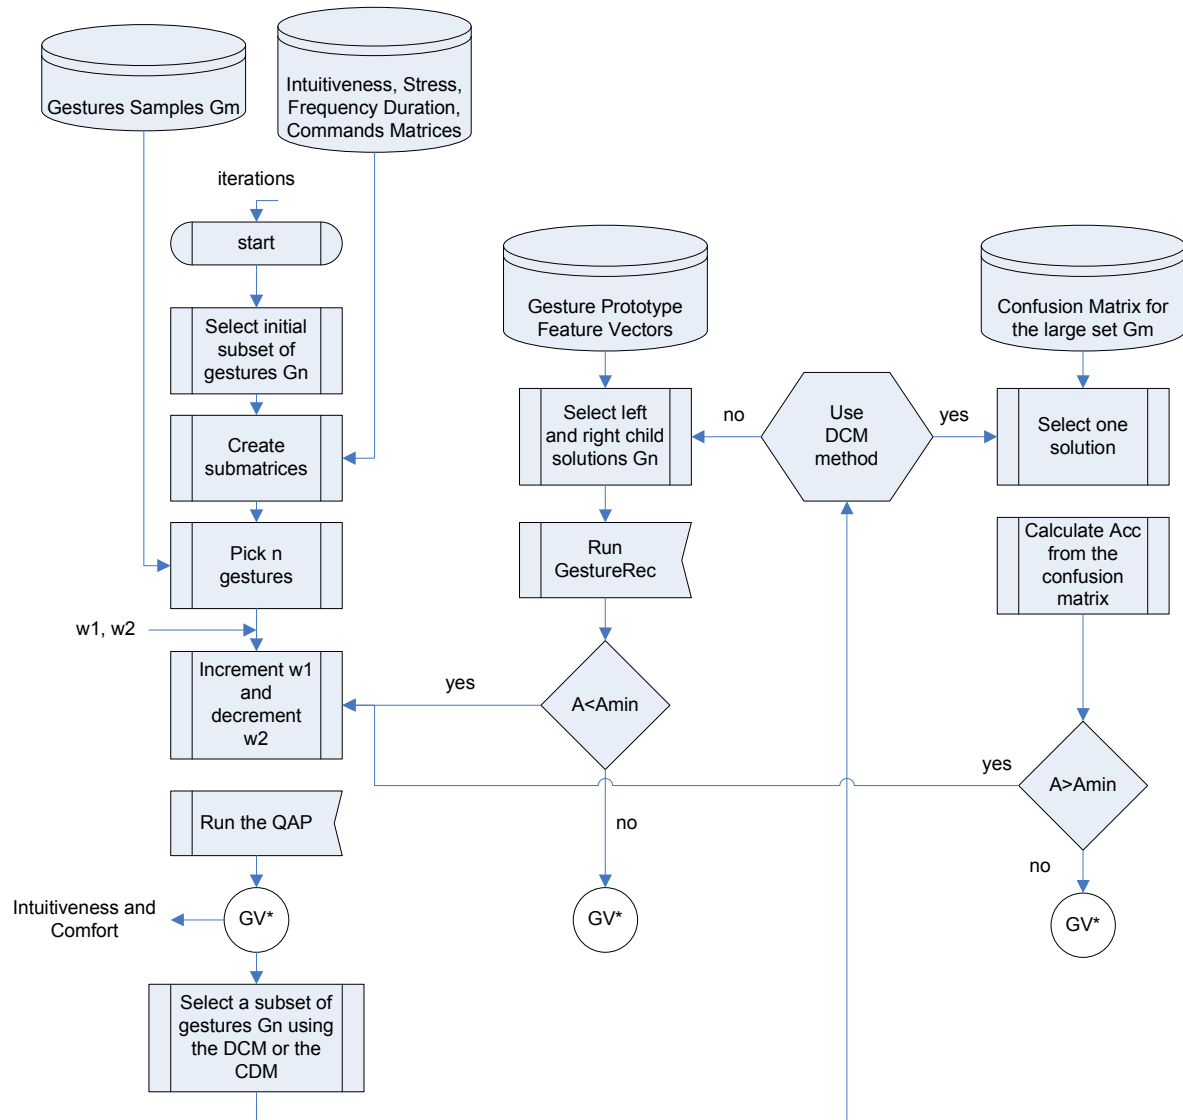 Gestures Samples Gm
Intuitiveness, Stress,
Frequency Duration,
Commands Matrices
iterations
start
Select initial
subset of
gestures Gn
Create
submatrices
Pick n
gestures
w1, w2
Increment w1
and
decrement
w2
Run the QAP
GV*
Intuitiveness and
Comfort
Select a subset of
gestures Gn using
the DCM or the
CDM
Gesture Prototype
Feature Vectors
Select left
and right child
solutions Gn
Run
GestureRec
A<Amin
yes
no
GV*
Use
DCM
method
no
yes
Confusion Matrix for
the large set Gm
Select one
solution
Calculate Acc
from the
confusion
matrix
A>Amin
yes
no
GV*